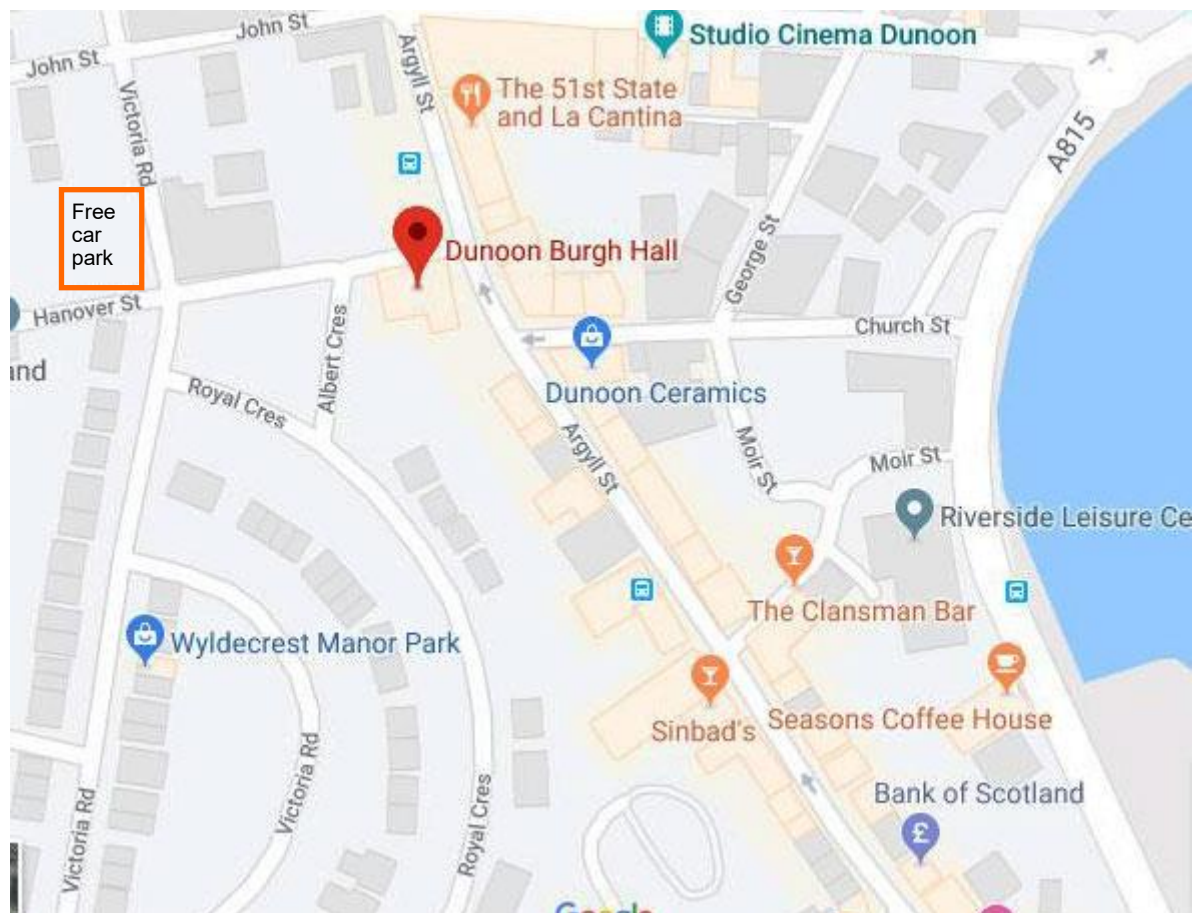 John St
John St
Argyll St
Studio Cinema Dunoon
The 51st State
and La Cantina
A815
Victoria Rd
Free
car
park
Dunoon Burgh Hall
George St
Hanover St
Church St
and
Albert Cres
Royal Cres
Dunoon Ceramics
Argyll St
Moir St
Moir St
Riverside Leisure Ce
The Clansman Bar
Wyldecrest Manor Park
Sinbad's
Seasons Coffee House
Victoria Rd
Victoria Rd
Royal Cres
Bank of Scotland
£
Google